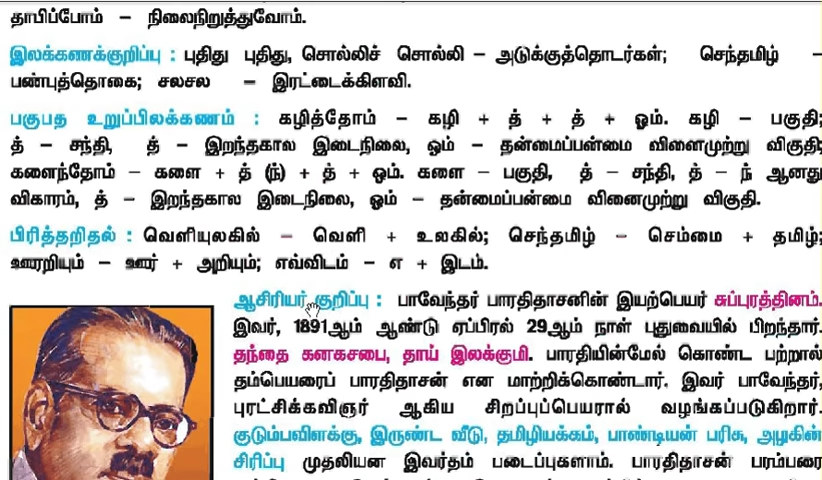 தாபிப்போம் – நிலைநிறுத்துவோம்.
இலக்கணக்குறிப்பு : புதிது புதிது, சொல்லிச் சொல்லி – அடுக்குத்தொடர்கள்; செந்தமிழ் –
பண்புத்தொகை; சலசல – இரட்டைக்கிளவி.
பகுபத உறுப்பிலக்கணம் : கழித்தோம் – கழி + த் + த் + ஓம். கழி – பகுதி;
த் – சந்தி, த் – இறந்தகால இடைநிலை, ஓம் – தன்மைப்பன்மை வினைமுற்று விகுதி;
களைந்தோம் – களை + த் (ந்) + த் + ஓம். களை – பகுதி, த் – சந்தி, த் – ந் ஆனது
விகாரம், த் – இறந்தகால இடைநிலை, ஓம் – தன்மைப்பன்மை வினைமுற்று விகுதி.
பிரித்தறிதல் : வெளியுலகில் – வெளி + உலகில்; செந்தமிழ் – செம்மை + தமிழ்;
ஊரறியும் – ஊர் + அறியும்; எவ்விடம் – எ + இடம்.
ஆசிரியர் குறிப்பு : பாவேந்தர் பாரதிதாசனின் இயற்பெயர் சுப்புரத்தினம்.
இவர், 1891ஆம் ஆண்டு ஏப்பிரல் 29ஆம் நாள் புதுவையில் பிறந்தார்.
தந்தை கனகசபை, தாய் இலக்குமி. பாரதியின்மேல் கொண்ட பற்றால்
தம்பெயரைப் பாரதிதாசன் என மாற்றிக்கொண்டார். இவர் பாவேந்தர்,
புரட்சிக்கவிஞர் ஆகிய சிறப்புப்பெயரால் வழங்கப்படுகிறார்.
குடும்பவிளக்கு, இருண்ட வீடு, தமிழியக்கம், பாண்டியன் பரிசு, அழகின்
சிரிப்பு முதலியன இவர்தம் படைப்புகளாம். பாரதிதாசன் பரம்பரை